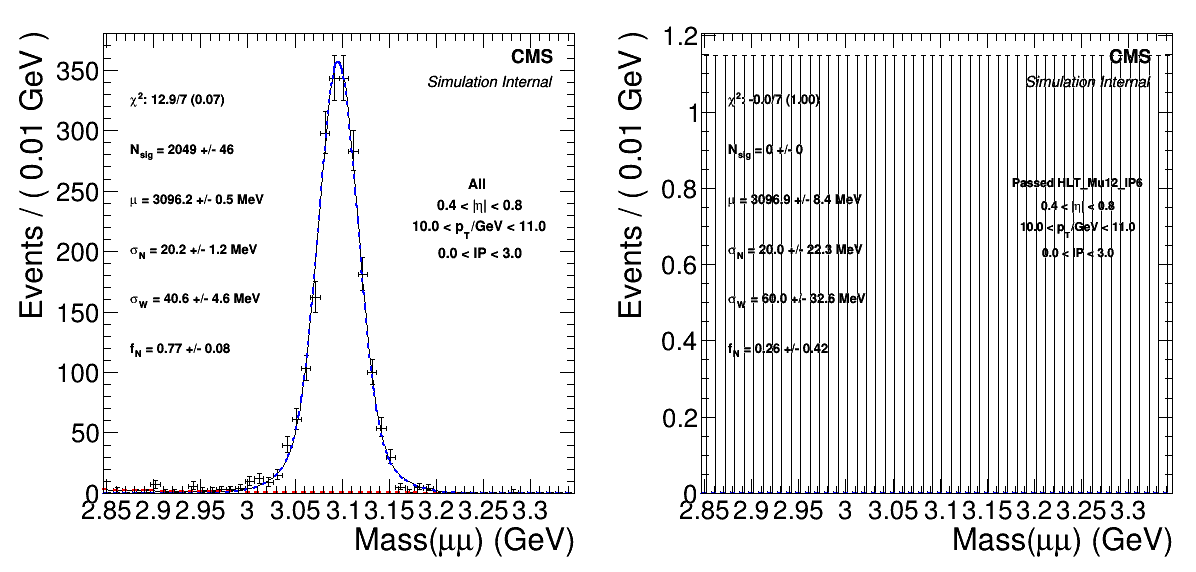 CMS
Simulation Internal
χ²: 12.9/7 (0.07)
N_sig = 2049 +/- 46
μ = 3096.2 +/- 0.5 MeV
σ_N = 20.2 +/- 1.2 MeV
σ_W = 40.6 +/- 4.6 MeV
f_N = 0.77 +/- 0.08
All
0.4 < |η| < 0.8
10.0 < p_T/GeV < 11.0
0.0 < IP < 3.0
Events / ( 0.01 GeV )
350
300
250
200
150
100
50
0
2.85 2.9 2.95 3 3.05 3.1 3.15 3.2 3.25 3.3
Mass(μμ) (GeV)
CMS
Simulation Internal
χ²: -0.0/7 (1.00)
N_sig = 0 +/- 0
μ = 3096.9 +/- 8.4 MeV
σ_N = 20.0 +/- 22.3 MeV
σ_W = 60.0 +/- 32.6 MeV
f_N = 0.26 +/- 0.42
Passed HLT_Mu12_IP6
0.4 < |η| < 0.8
10.0 < p_T/GeV < 11.0
0.0 < IP < 3.0
Events / ( 0.01 GeV )
1.2
1
0.8
0.6
0.4
0.2
0
2.85 2.9 2.95 3 3.05 3.1 3.15 3.2 3.25 3.3
Mass(μμ) (GeV)